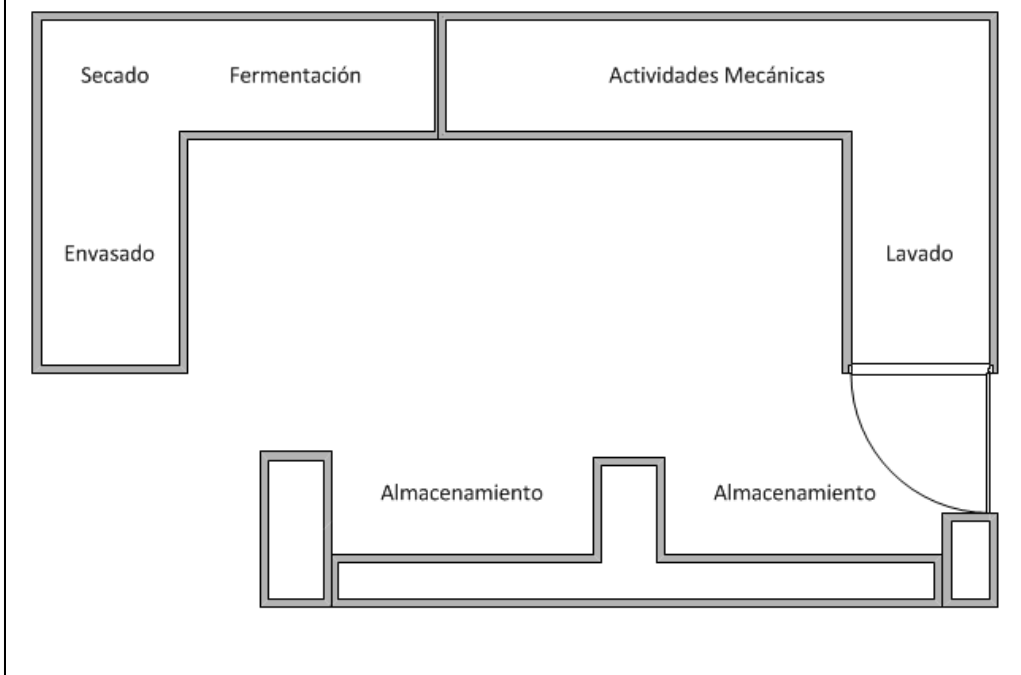 Secado
Fermentación
Actividades Mecánicas
Envasado
Lavado
Almacenamiento
Almacenamiento